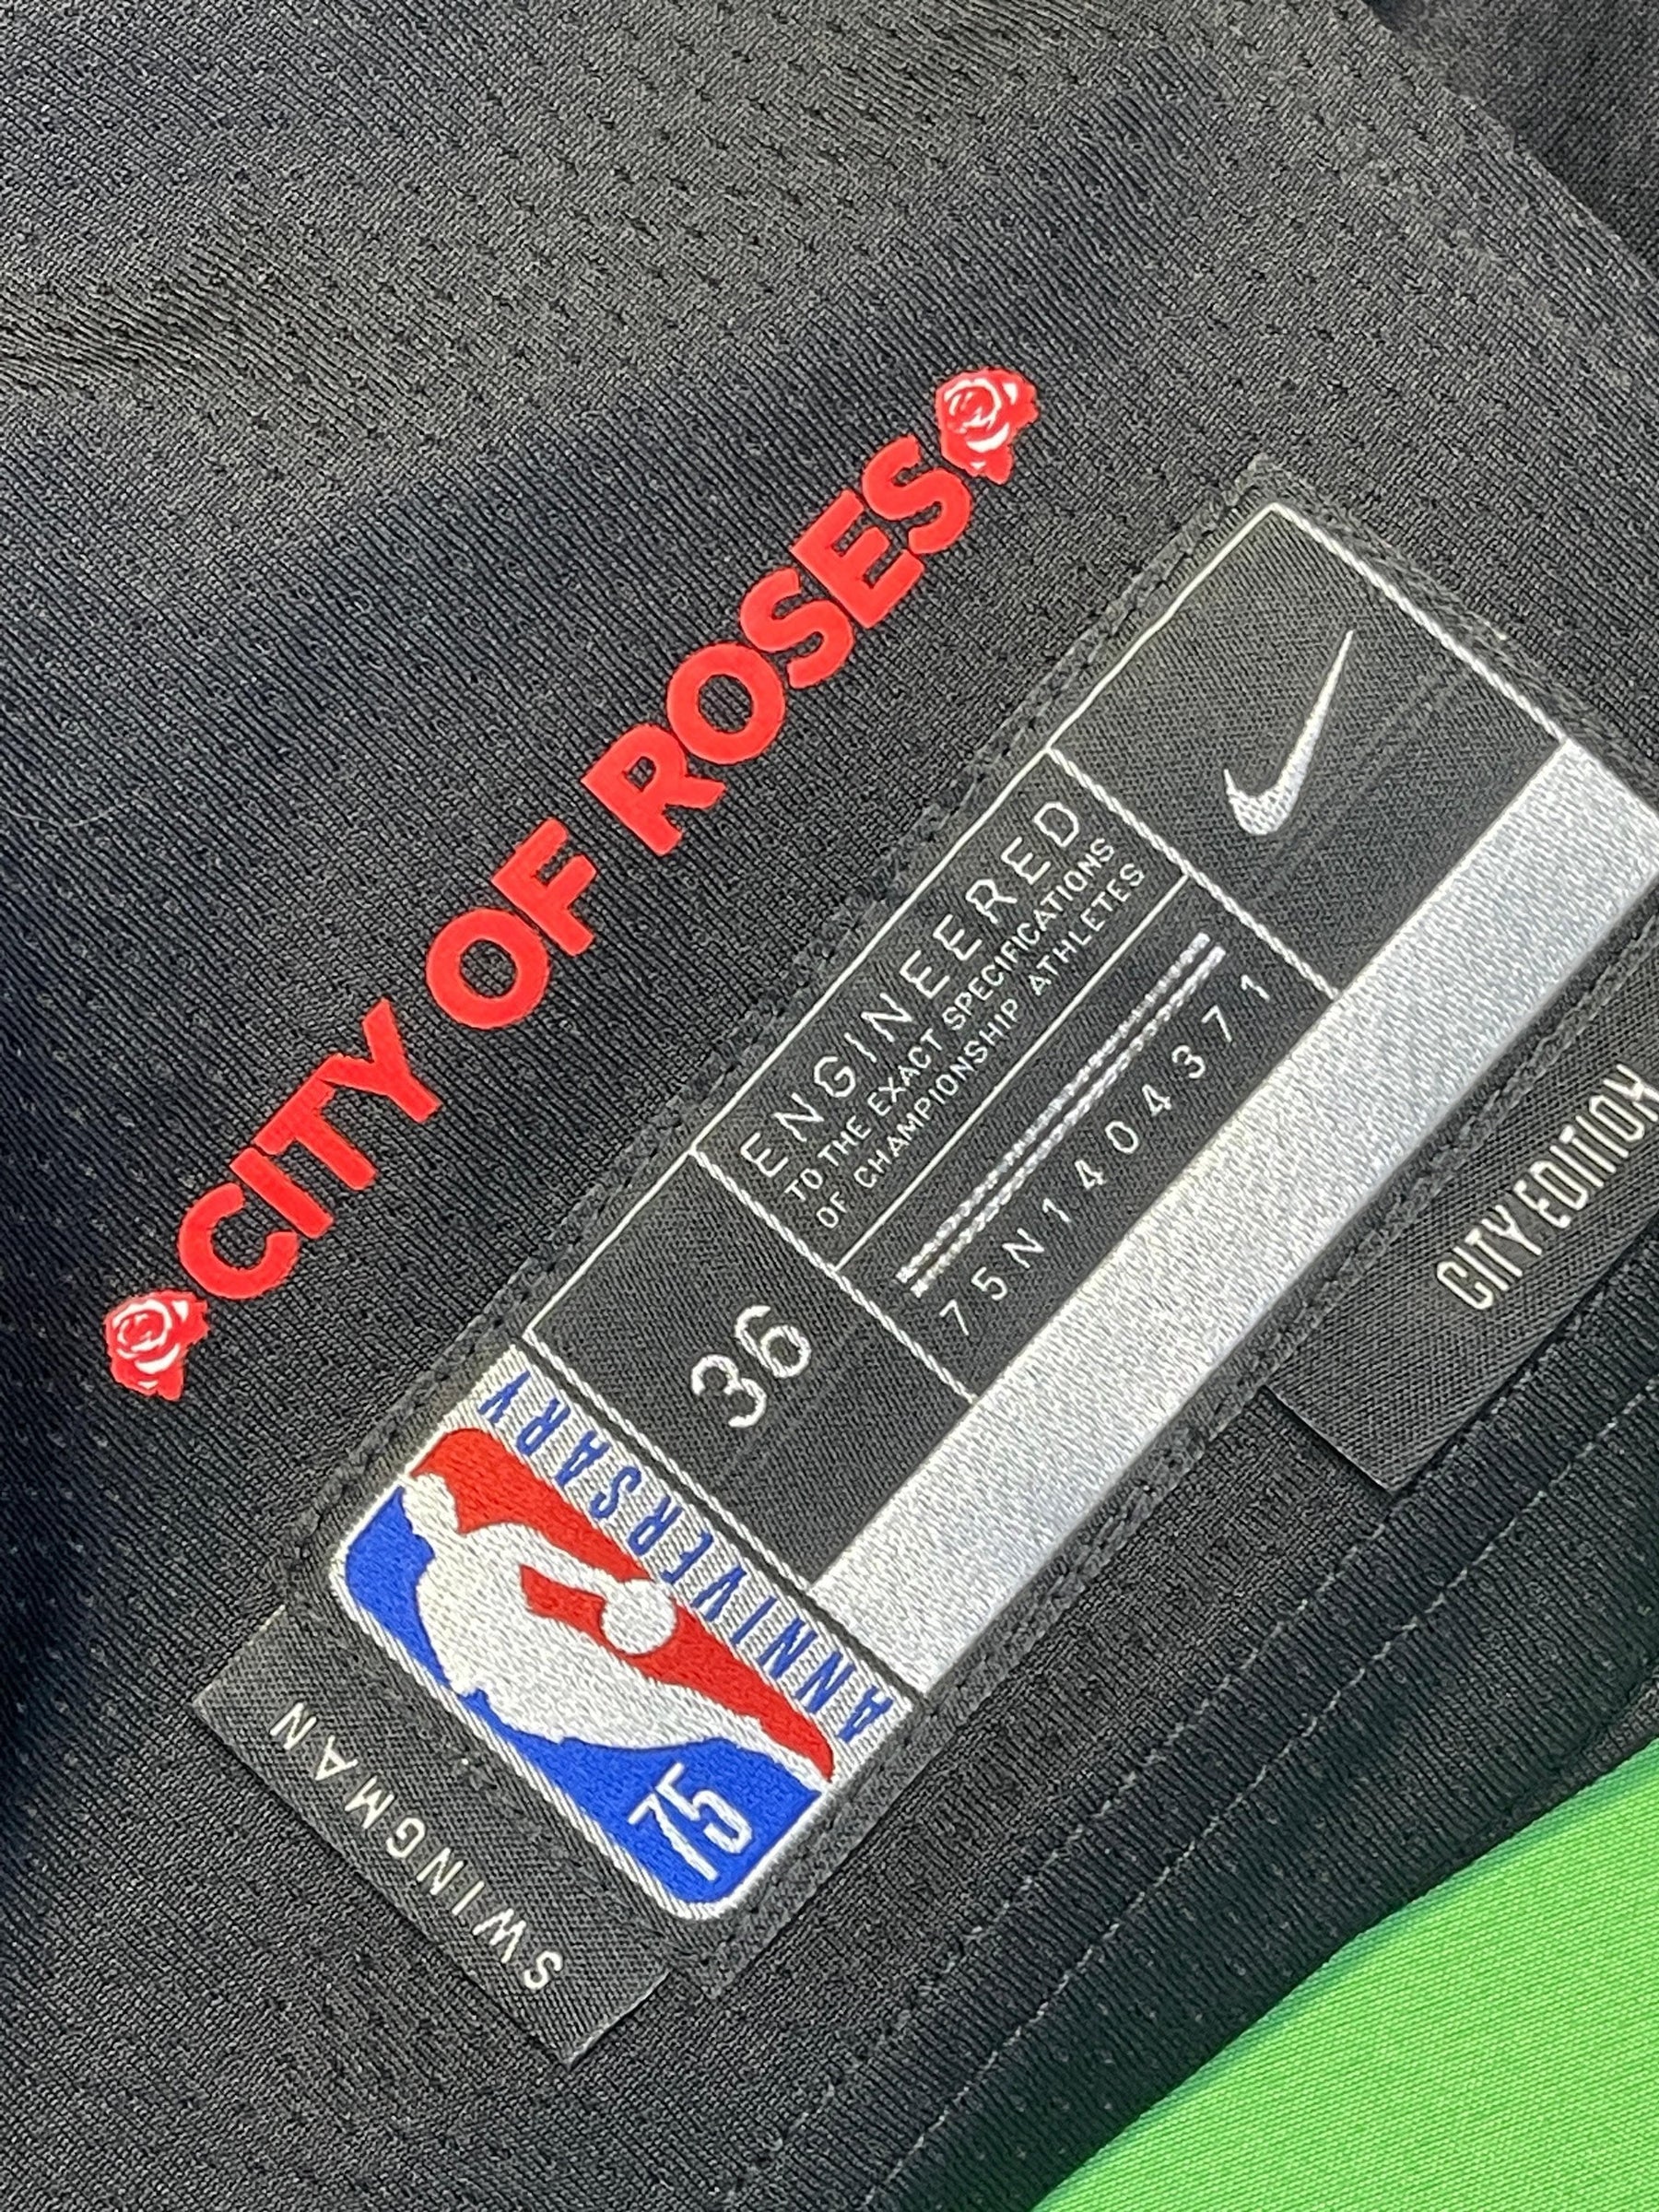 CITY OF ROSES
ENGINEERED
TO THE EXACT SPECIFICATIONS
OF CHAMPIONSHIP ATHLETES
75N1404371
36
CITY EDITION
ANNIVERSARY
75
SWINGMAN